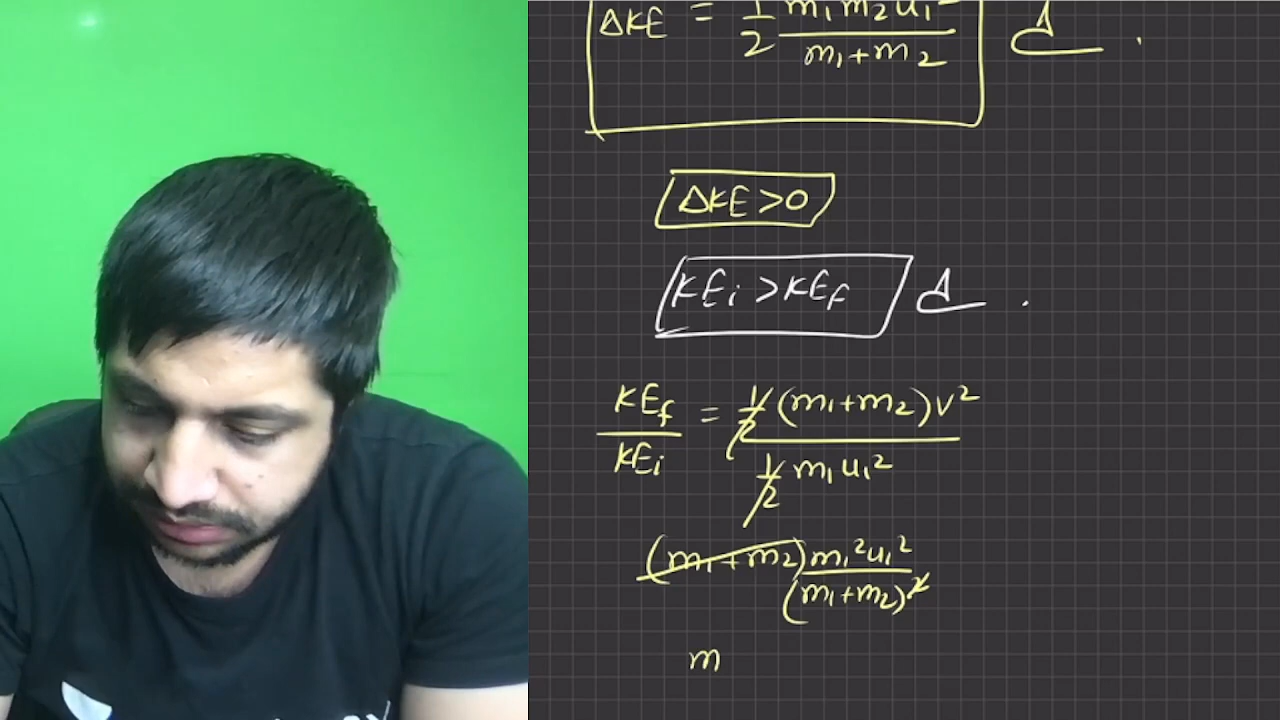 ΔKE = 1/2 m₁m₂u₁²/m₁+m₂
ΔKE > 0
KEi > KEf
KEf/KEi = 1/2 (m₁+m₂)v² / 1/2 m₁u₁²
(m₁+m₂) m₁²u₁²/(m₁+m₂)²
m